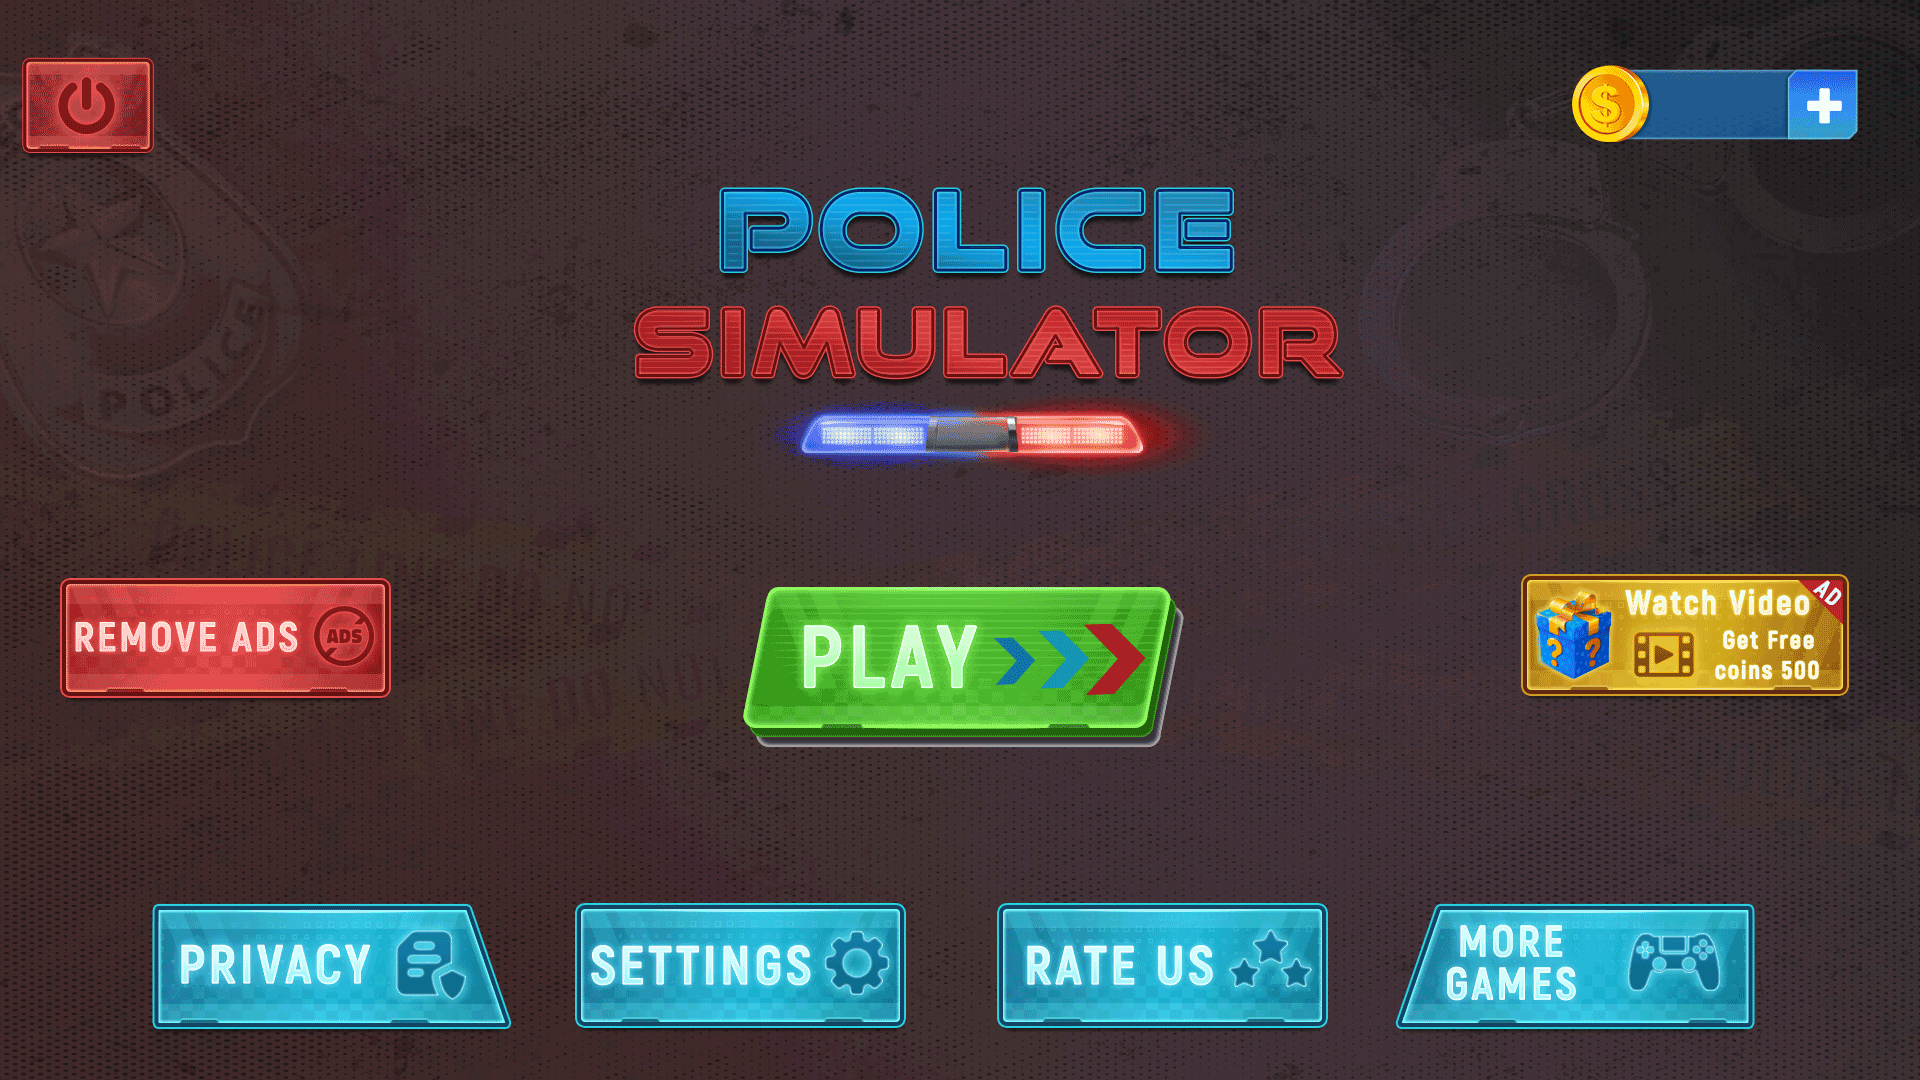 POLICE
SIMULATOR
POLICE
REMOVE ADS
ADS
PLAY
AD
Watch Video
Get Free
coins 500
PRIVACY
SETTINGS
RATE US
MORE
GAMES